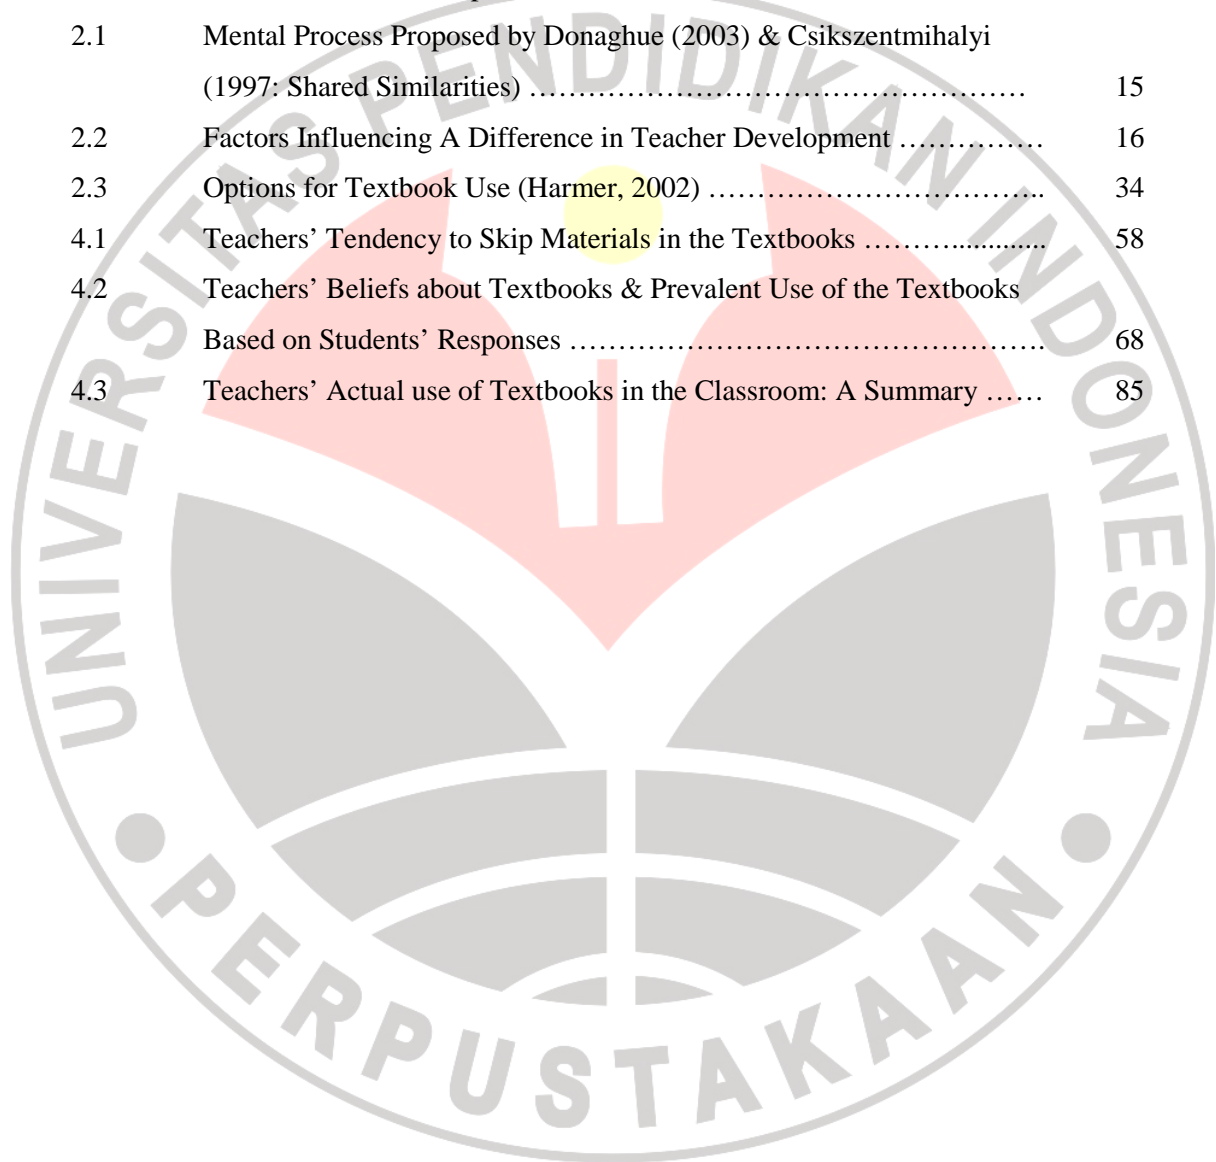 2.1 Mental Process Proposed by Donaghue (2003) & Csikszentmihalyi
(1997: Shared Similarities) …………………………………………… 15
2.2 Factors Influencing A Difference in Teacher Development …………… 16
2.3 Options for Textbook Use (Harmer, 2002) ……………………………. 34
4.1 Teachers’ Tendency to Skip Materials in the Textbooks ………............. 58
4.2 Teachers’ Beliefs about Textbooks & Prevalent Use of the Textbooks
Based on Students’ Responses ………………………………………. 68
4.3 Teachers’ Actual use of Textbooks in the Classroom: A Summary …… 85
UNIVERSITAS PENDIDIKAN INDONESIA
PERPUSTAKAAN